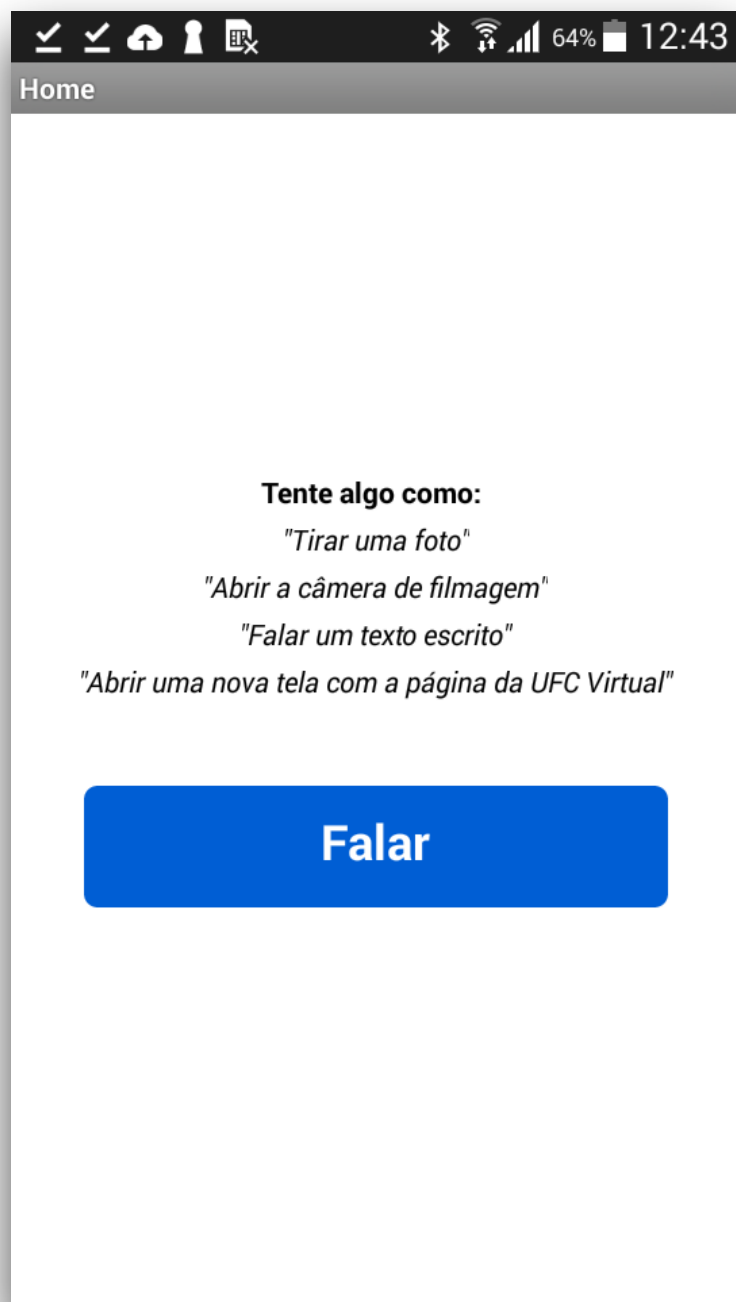 64% 12:43
Home
Tente algo como:
"Tirar uma foto"
"Abrir a câmera de filmagem"
"Falar um texto escrito"
"Abrir uma nova tela com a página da UFC Virtual"
Falar